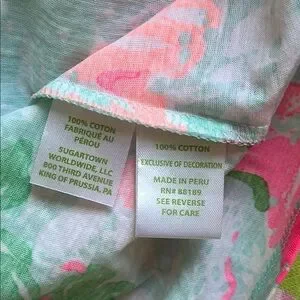 100% COTON
FABRIQUÉ AU
PÉROU
SUGARTOWN
WORLDWIDE, LLC
800 THIRD AVENUE
KING OF PRUSSIA, PA
100% COTTON
EXCLUSIVE OF DECORATION
MADE IN PERU
RN# 88189
SEE REVERSE
FOR CARE